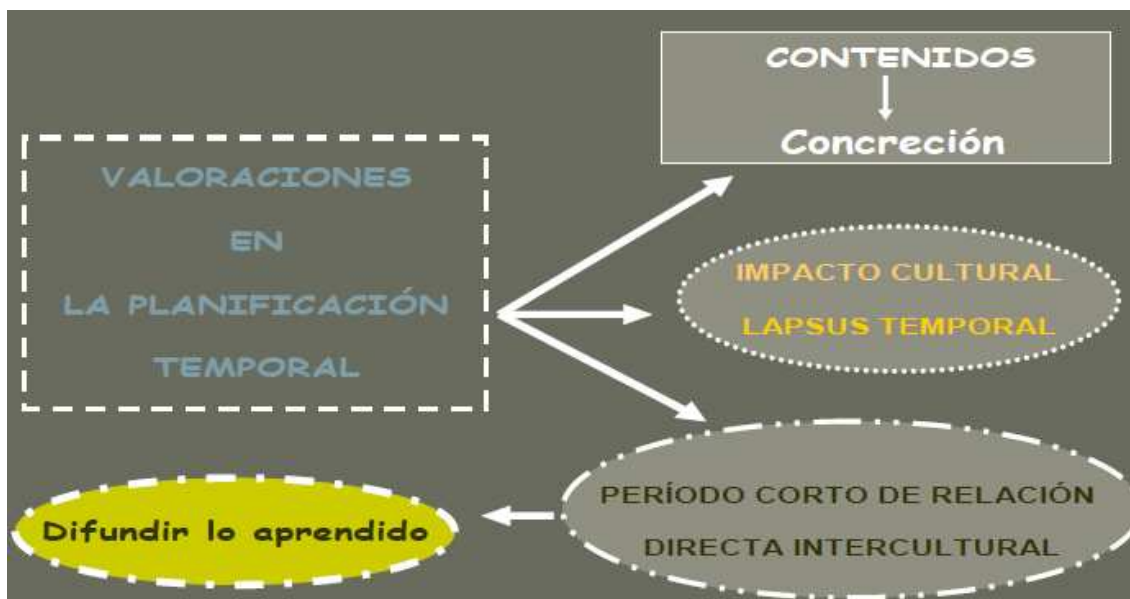 CONTENIDOS
Concreción
VALORACIONES
EN
LA PLANIFICACIÓN
TEMPORAL
IMPACTO CULTURAL
LAPSUS TEMPORAL
PERÍODO CORTO DE RELACIÓN
DIRECTA INTERCULTURAL
Difundir lo aprendido